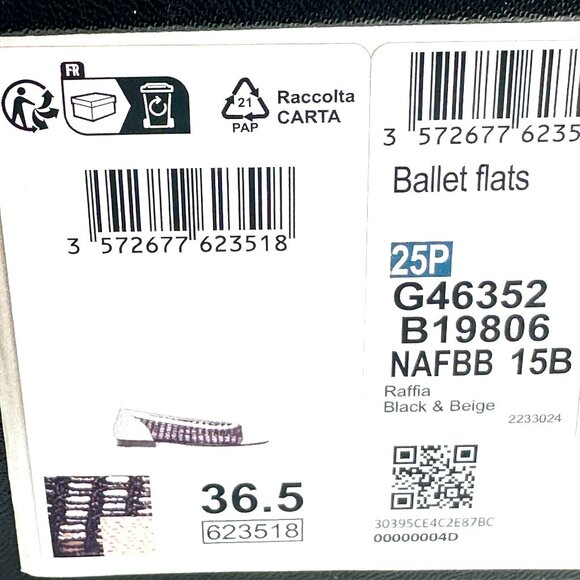 FR
21
PAP
Raccolta
CARTA
3 572677 623518
36.5
623518
3 572677 6235
Ballet flats
25P
G46352
B19806
NAFBB 15B
Raffia
Black & Beige
2233024
30395CE4C2E87BC
00000004D